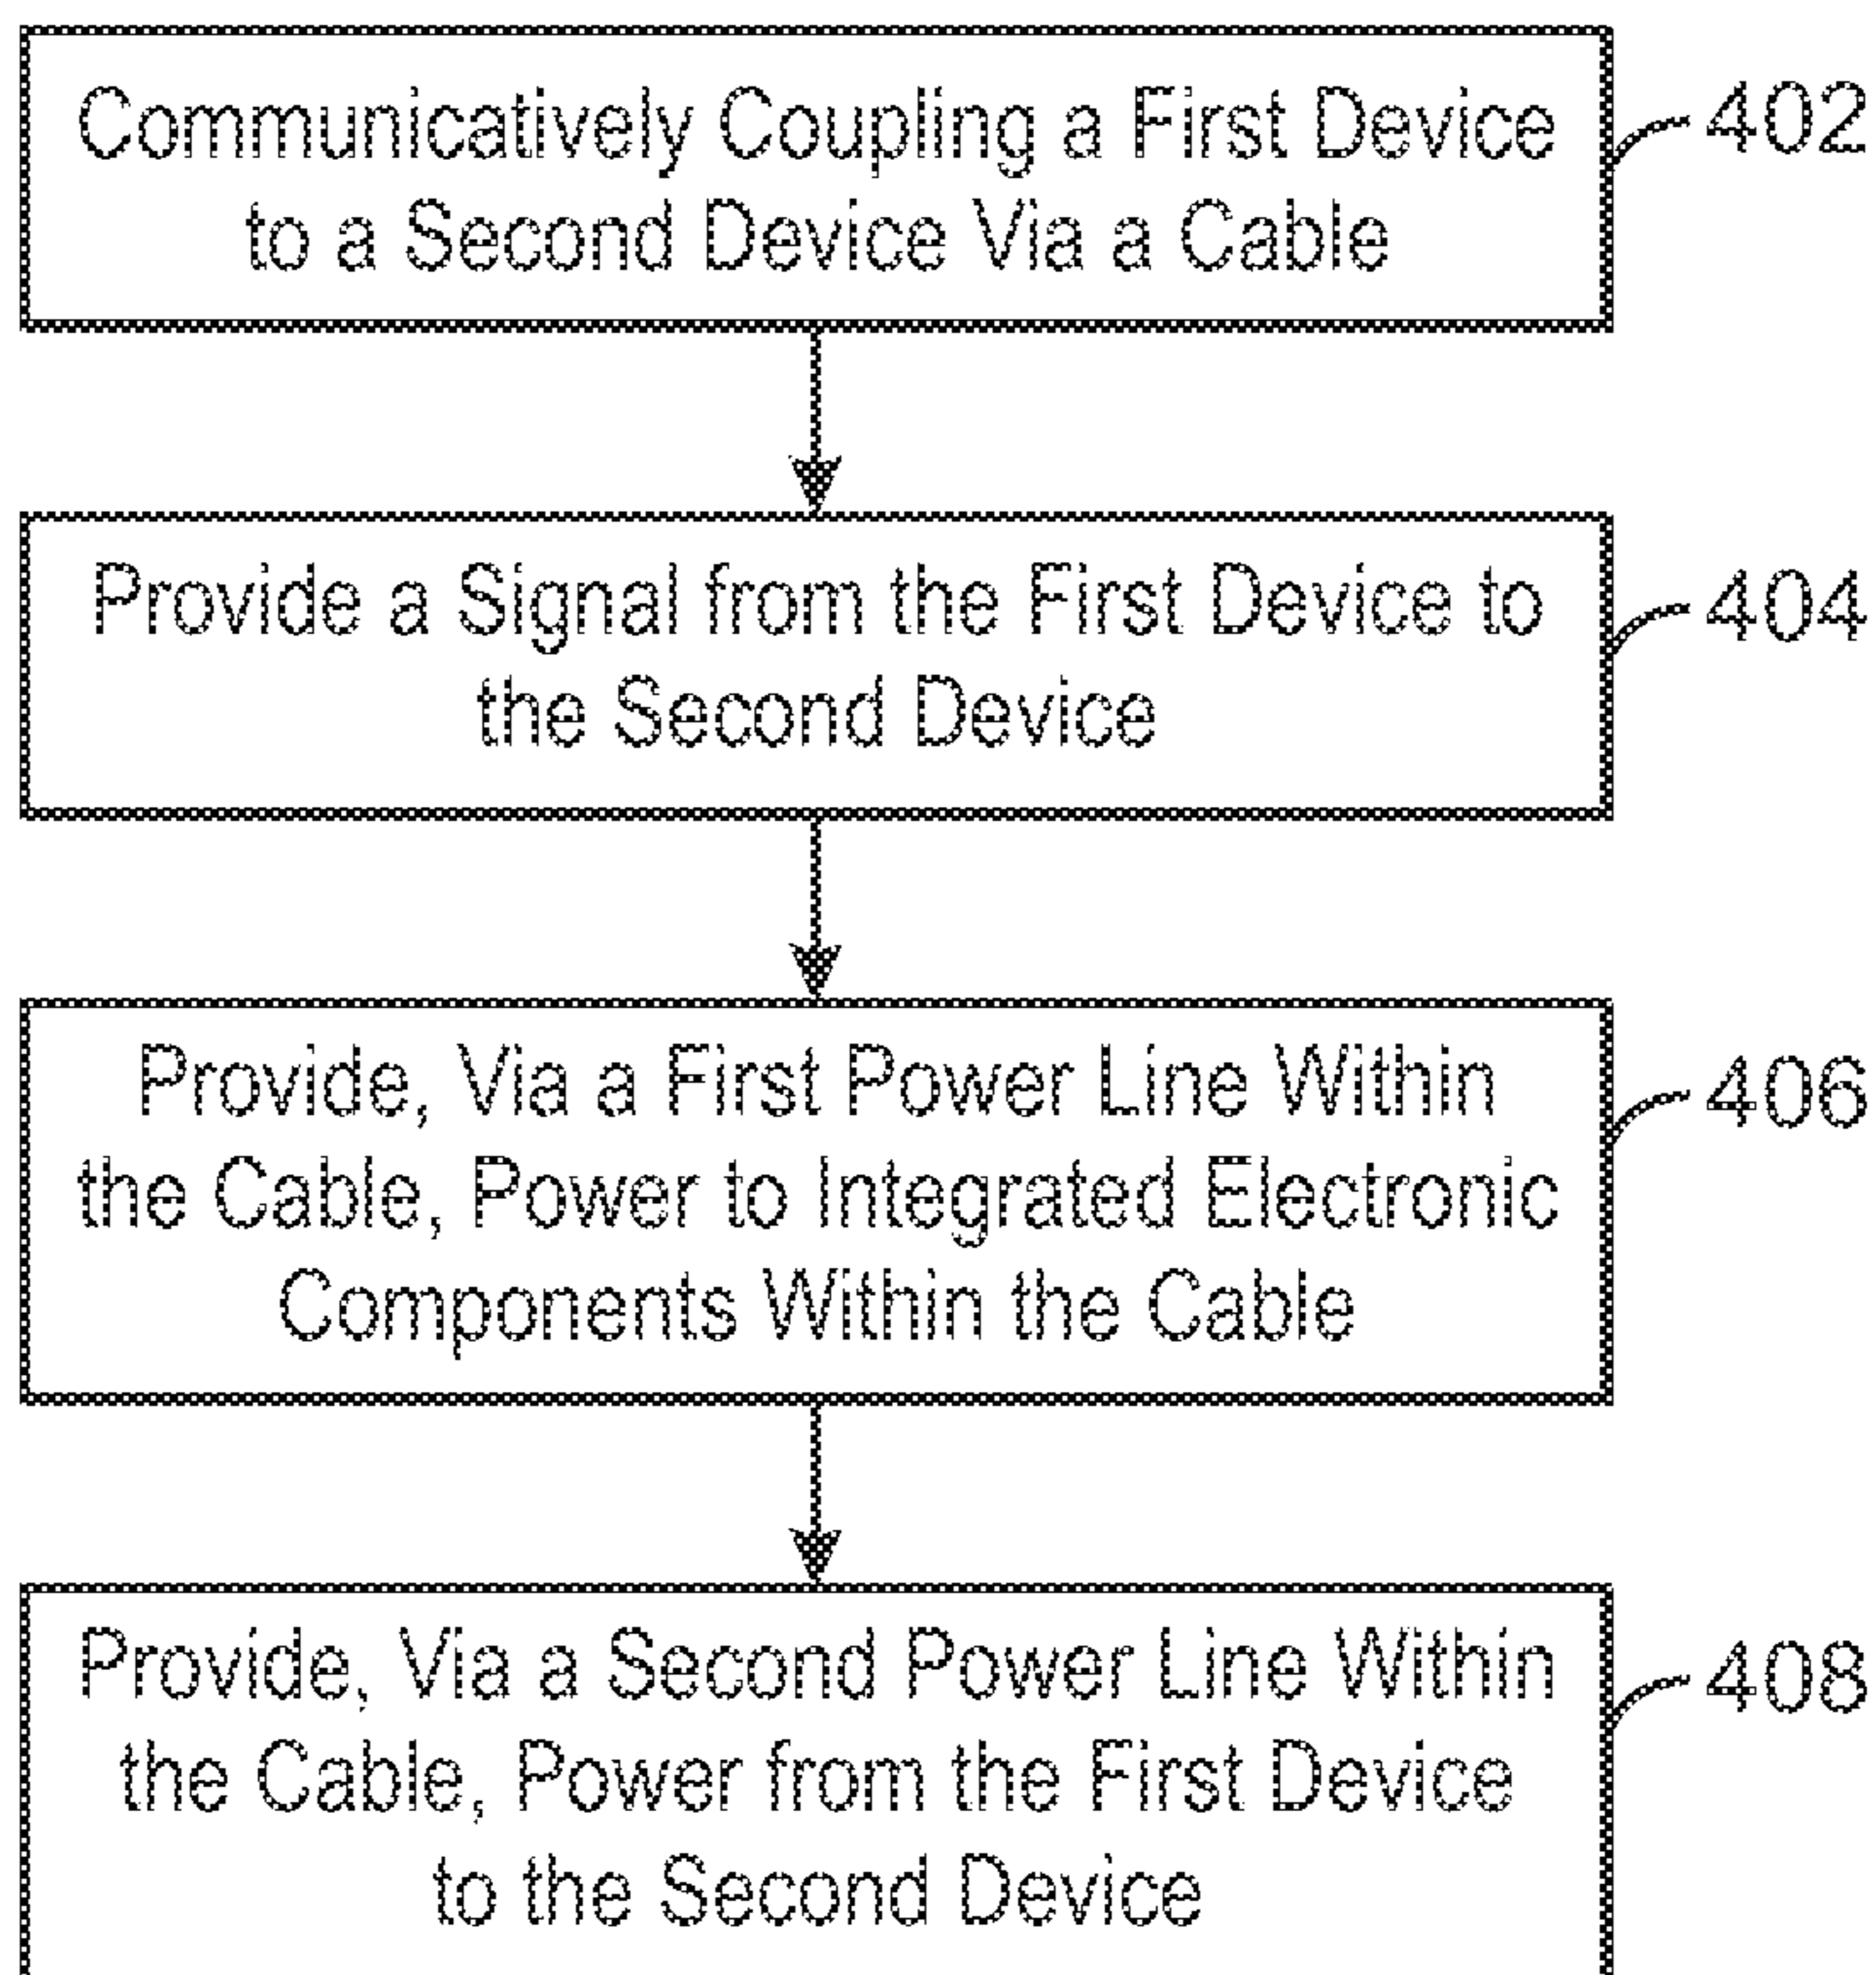 Communicatively Coupling a First Device
to a Second Device Via a Cable
402
Provide a Signal from the First Device to
the Second Device
404
Provide, Via a First Power Line Within
the Cable, Power to Integrated Electronic
Components Within the Cable
406
Provide, Via a Second Power Line Within
the Cable, Power from the First Device
to the Second Device
408